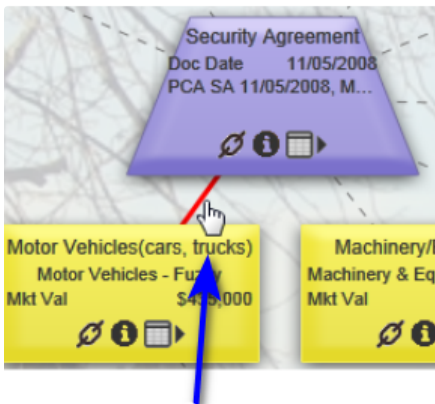 Security Agreement
Doc Date 11/05/2008
PCA SA 11/05/2008, M...
Motor Vehicles(cars, trucks)
Motor Vehicles -
Mkt Val
Machinery/
Machinery & Eq
Mkt Val